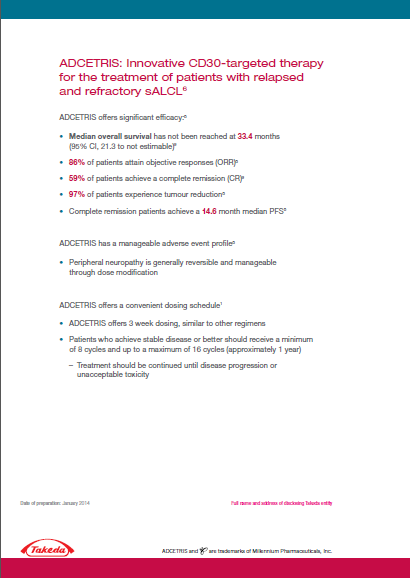 ADCETRIS: Innovative CD30-targeted therapy
for the treatment of patients with relapsed
and refractory sALCL⁶
ADCETRIS offers significant efficacy:⁶
• Median overall survival has not been reached at 33.4 months
(95% CI, 21.3 to not estimable)⁹
• 86% of patients attain objective responses (ORR)⁶
• 59% of patients achieve a complete remission (CR)⁶
• 97% of patients experience tumour reduction⁶
• Complete remission patients achieve a 14.6 month median PFS⁹
ADCETRIS has a manageable adverse event profile⁶
• Peripheral neuropathy is generally reversible and manageable
through dose modification
ADCETRIS offers a convenient dosing schedule¹
• ADCETRIS offers 3 week dosing, similar to other regimens
• Patients who achieve stable disease or better should receive a minimum
of 8 cycles and up to a maximum of 16 cycles (approximately 1 year)
– Treatment should be continued until disease progression or
unacceptable toxicity
Date of preparation: January 2014
Full name and address of disclosing Takeda entity
Takeda
ADCETRIS and are trademarks of Millennium Pharmaceuticals, Inc.